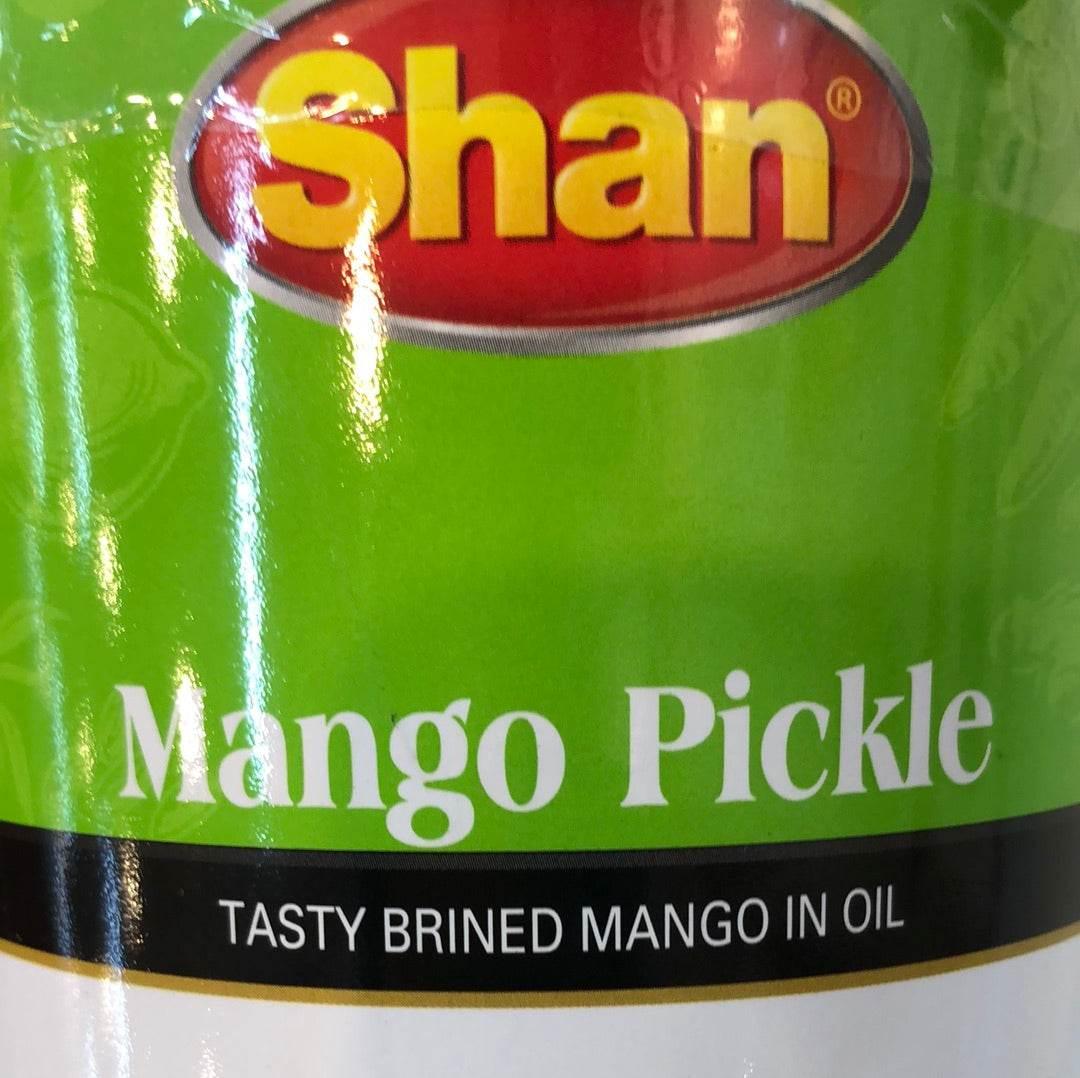 Shan®
Mango Pickle
TASTY BRINED MANGO IN OIL